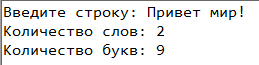 Введите строку: Привет мир!
Количество слов: 2
Количество букв: 9